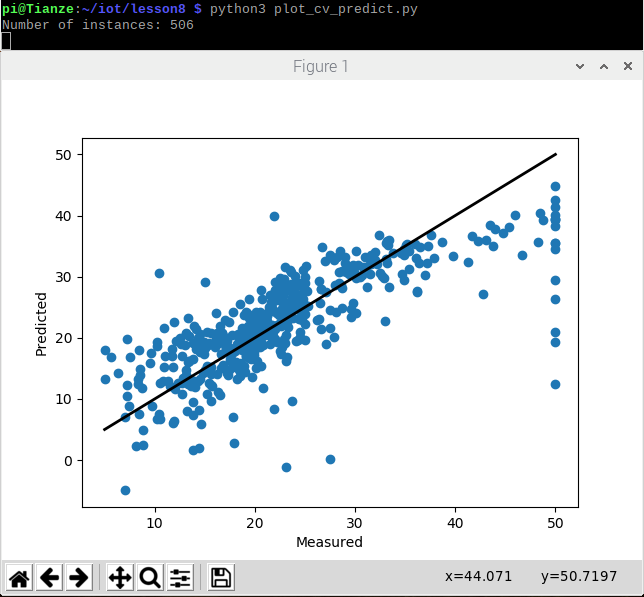 pi@Tianze:~/iot/lesson8 $ python3 plot_cv_predict.py
Number of instances: 506
Figure 1
50
40
30
20
10
0
Predicted
10 20 30 40 50
Measured
x=44.071 y=50.7197